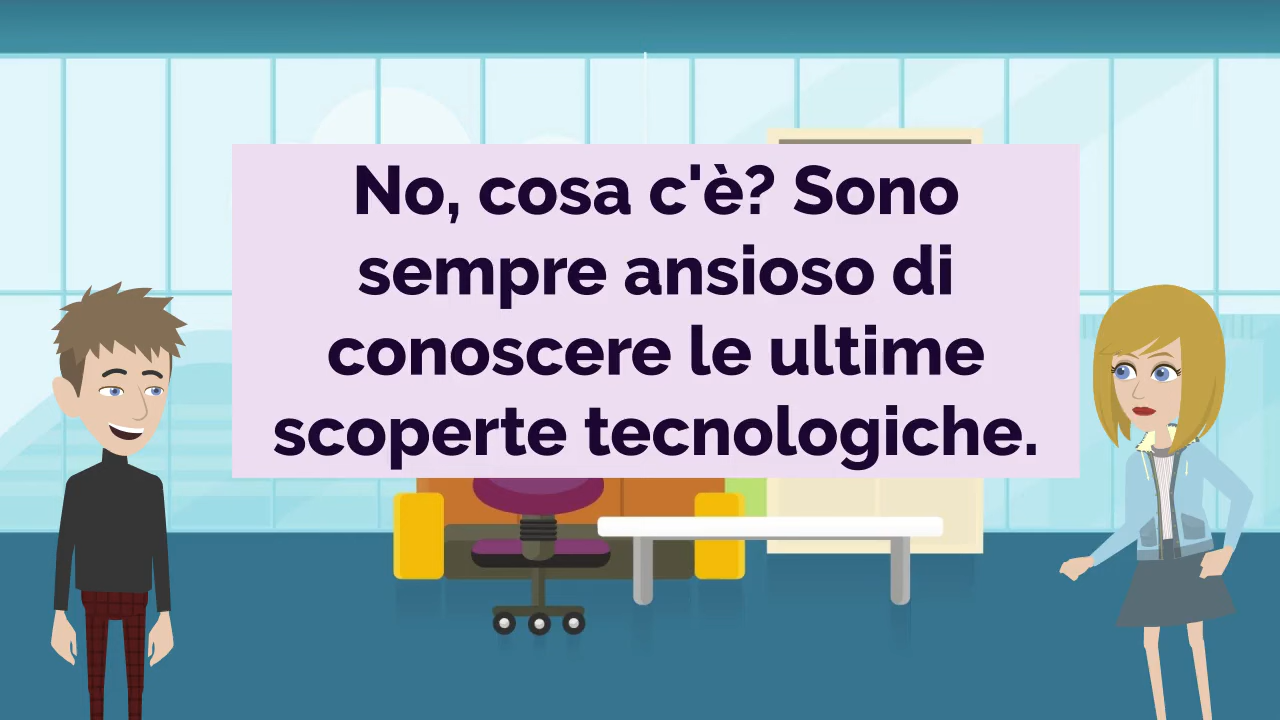 No, cosa c'è? Sono
sempre ansioso di
conoscere le ultime
scoperte tecnologiche.